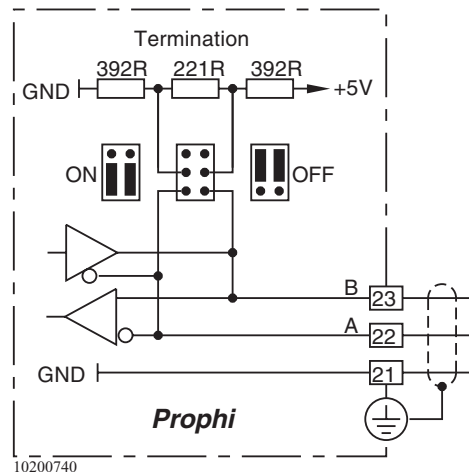 Termination
392R 221R 392R
GND +5V
ON OFF
B 23
A 22
GND 21
Prophi
10200740